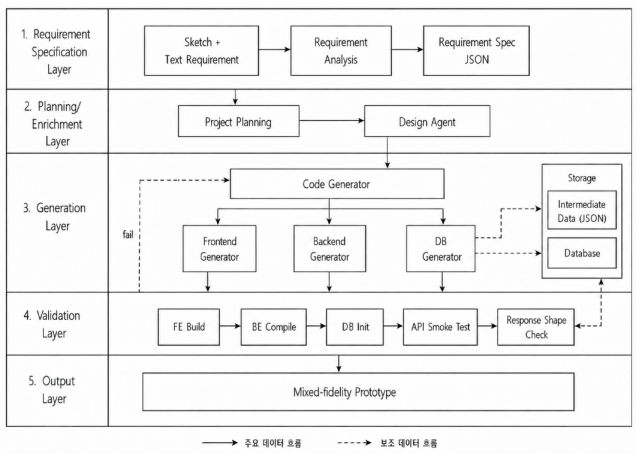 1. Requirement
Specification
Layer
Sketch +
Text Requirement
Requirement
Analysis
Requirement Spec
JSON
2. Planning/
Enrichment
Layer
Project Planning
Design Agent
3. Generation
Layer
fail
Code Generator
Frontend
Generator
Backend
Generator
DB
Generator
Storage
Intermediate
Data (JSON)
Database
4. Validation
Layer
FE Build
BE Compile
DB Init
API Smoke Test
Response Shape
Check
5. Output
Layer
Mixed-fidelity Prototype
주요 데이터 흐름
보조 데이터 흐름